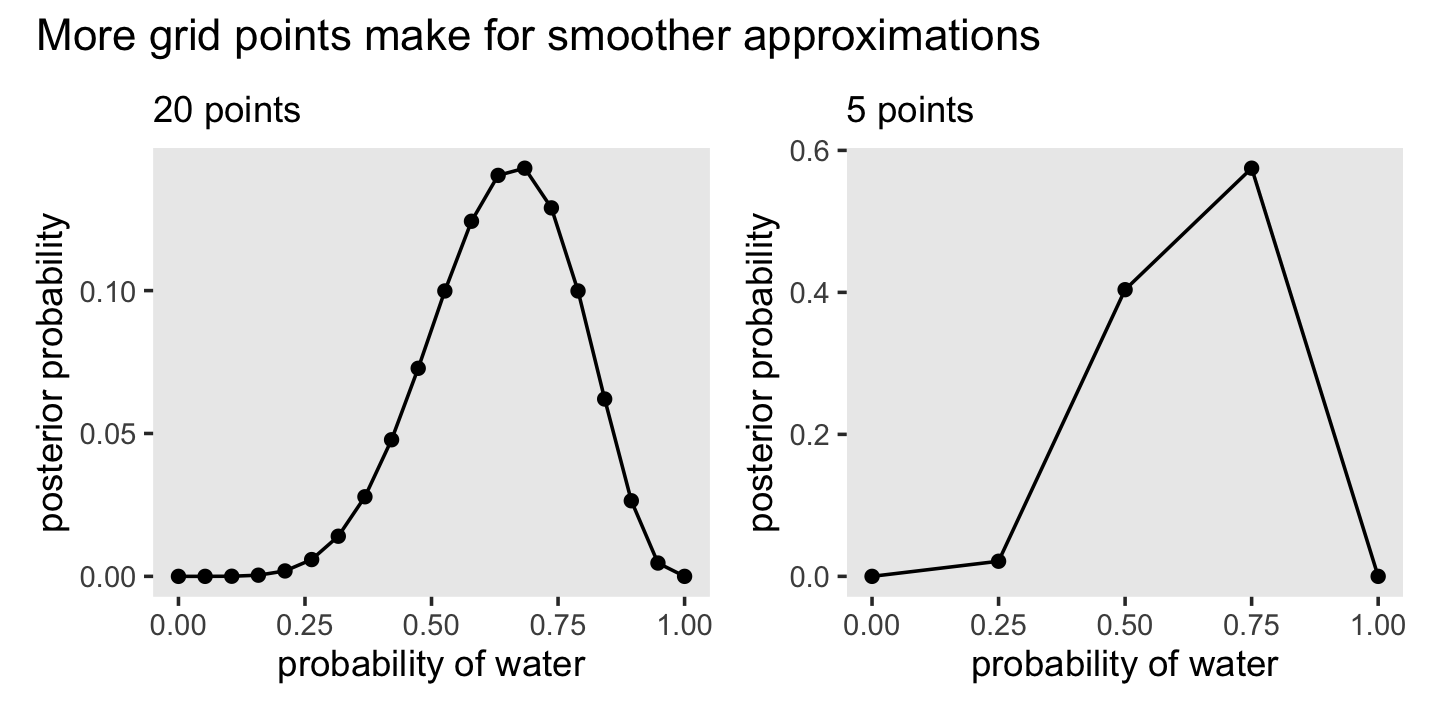 More grid points make for smoother approximations
20 points
posterior probability
0.10
0.05
0.00
0.00 0.25 0.50 0.75 1.00
probability of water
5 points
posterior probability
0.6
0.4
0.2
0.0
0.00 0.25 0.50 0.75 1.00
probability of water